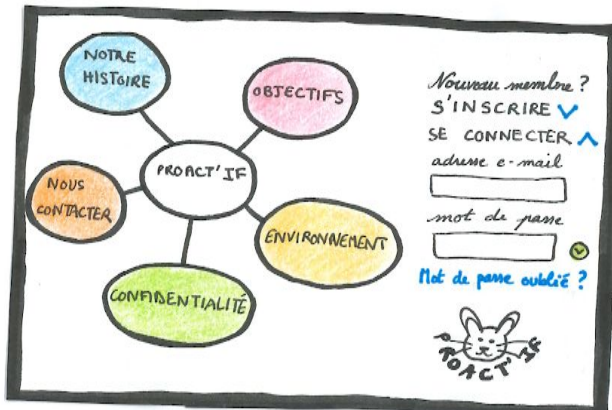 NOTRE
HISTOIRE
OBJECTIFS
PROACT'IF
NOUS
CONTACTER
ENVIRONNEMENT
CONFIDENTIALITÉ
Nouveau membre ?
S'INSCRIRE
SE CONNECTER
adresse e-mail
mot de passe
Mot de passe oublié ?
PROACT'IF